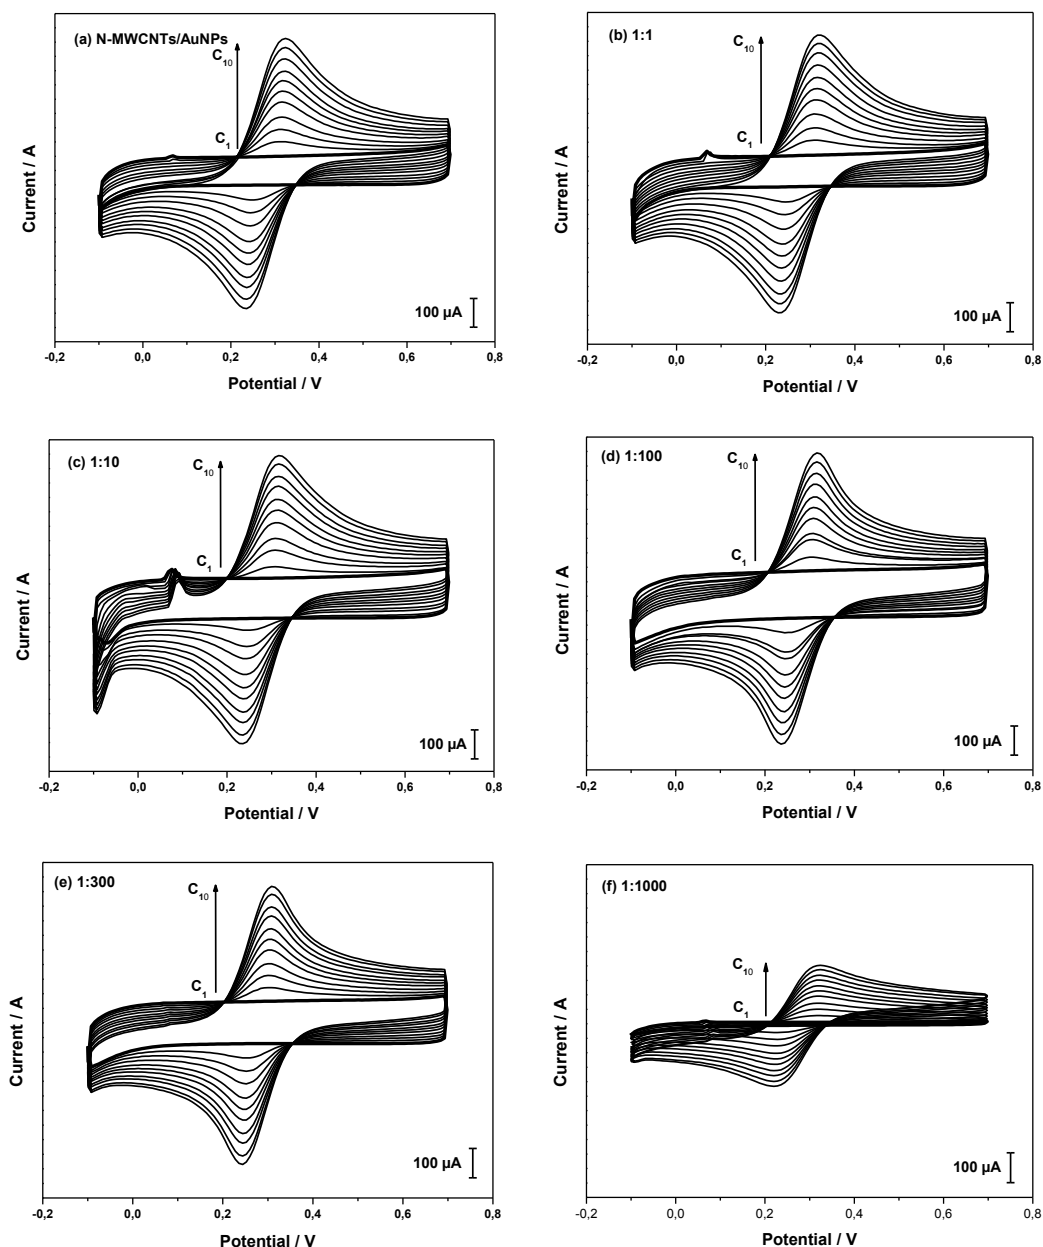 (a) N-MWCNTs/AuNPs
C10
C1
Current / A
100 µA
-0,2 0,0 0,2 0,4 0,6 0,8
Potential / V
(b) 1:1
C10
C1
Current / A
100 µA
-0,2 0,0 0,2 0,4 0,6 0,8
Potential / V
(c) 1:10
C10
C1
Current / A
100 µA
-0,2 0,0 0,2 0,4 0,6 0,8
Potential / V
(d) 1:100
C10
C1
Current / A
100 µA
-0,2 0,0 0,2 0,4 0,6 0,8
Potential / V
(e) 1:300
C10
C1
Current / A
100 µA
-0,2 0,0 0,2 0,4 0,6 0,8
Potential / V
(f) 1:1000
C10
C1
Current / A
100 µA
-0,2 0,0 0,2 0,4 0,6 0,8
Potential / V